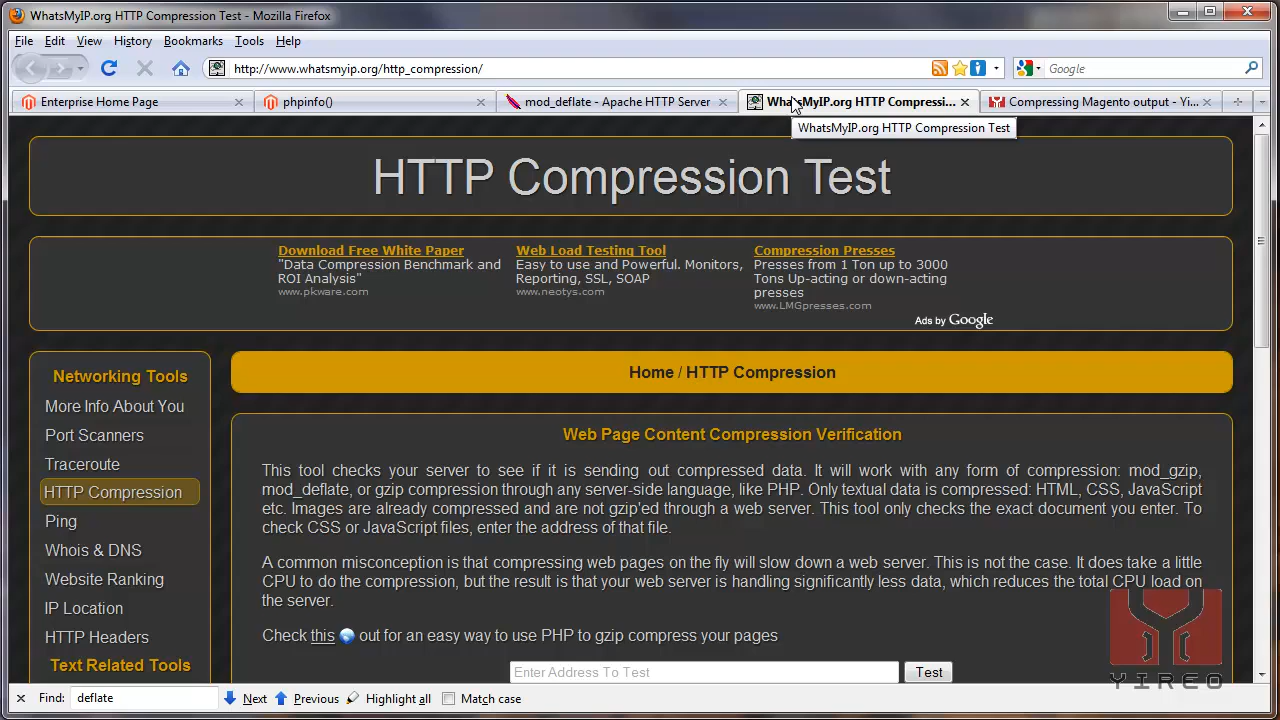 WhatsMyIP.org HTTP Compression Test - Mozilla Firefox
File Edit View History Bookmarks Tools Help
http://www.whatsmyip.org/http_compression/
Google
Enterprise Home Page
phpinfo()
mod_deflate - Apache HTTP Server
WhatsMyIP.org HTTP Compressi...
Compressing Magento output - Yi...
WhatsMyIP.org HTTP Compression Test
HTTP Compression Test
Download Free White Paper
"Data Compression Benchmark and
ROI Analysis"
www.pkware.com
Web Load Testing Tool
Easy to use and Powerful. Monitors,
Reporting, SSL, SOAP
www.neotys.com
Compression Presses
Presses from 1 Ton up to 3000
Tons Up-acting or down-acting
presses
www.LMGpresses.com
Ads by Google
Networking Tools
More Info About You
Port Scanners
Traceroute
HTTP Compression
Ping
Whois & DNS
Website Ranking
IP Location
HTTP Headers
Text Related Tools
Home / HTTP Compression
Web Page Content Compression Verification
This tool checks your server to see if it is sending out compressed data. It will work with any form of compression: mod_gzip,
mod_deflate, or gzip compression through any server-side language, like PHP. Only textual data is compressed: HTML, CSS, JavaScript
etc. Images are already compressed and are not gzip'ed through a web server. This tool only checks the exact document you enter. To
check CSS or JavaScript files, enter the address of that file.
A common misconception is that compressing web pages on the fly will slow down a web server. This is not the case. It does take a little
CPU to do the compression, but the result is that your web server is handling significantly less data, which reduces the total CPU load on
the server.
Check this out for an easy way to use PHP to gzip compress your pages
Enter Address To Test
Test
YIREO
Find: deflate Next Previous Highlight all Match case